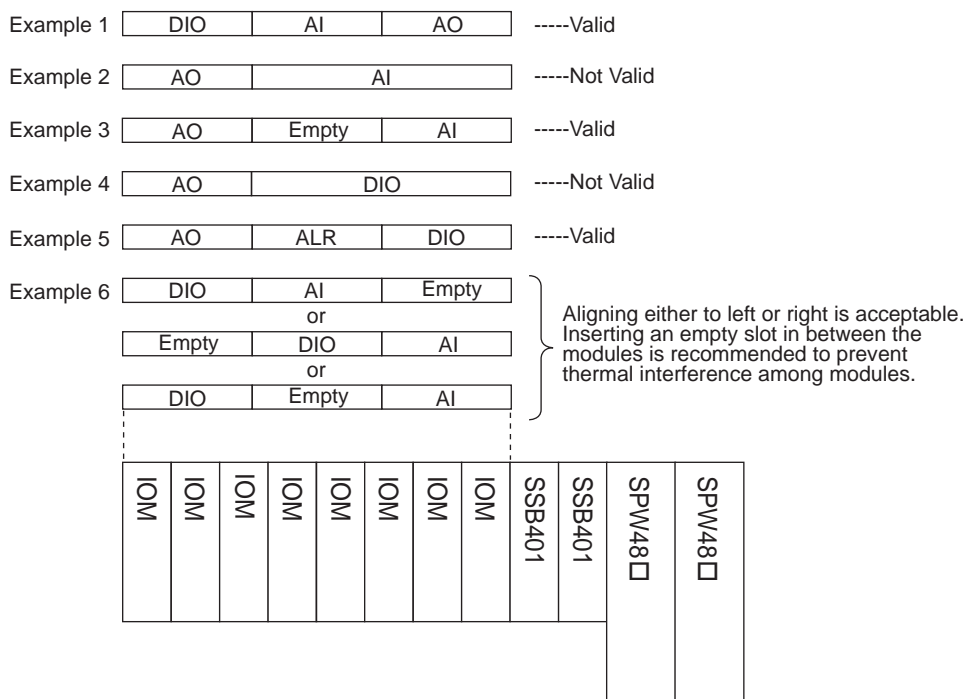 Example 1 DIO AI AO -----Valid
Example 2 AO AI -----Not Valid
Example 3 AO Empty AI -----Valid
Example 4 AO DIO -----Not Valid
Example 5 AO ALR DIO -----Valid
Example 6 DIO AI Empty
or
Empty DIO AI
or
DIO Empty AI
Aligning either to left or right is acceptable.
Inserting an empty slot in between the
modules is recommended to prevent
thermal interference among modules.
IOM
IOM
IOM
IOM
IOM
IOM
IOM
IOM
SSB401
SSB401
SPW48□
SPW48□